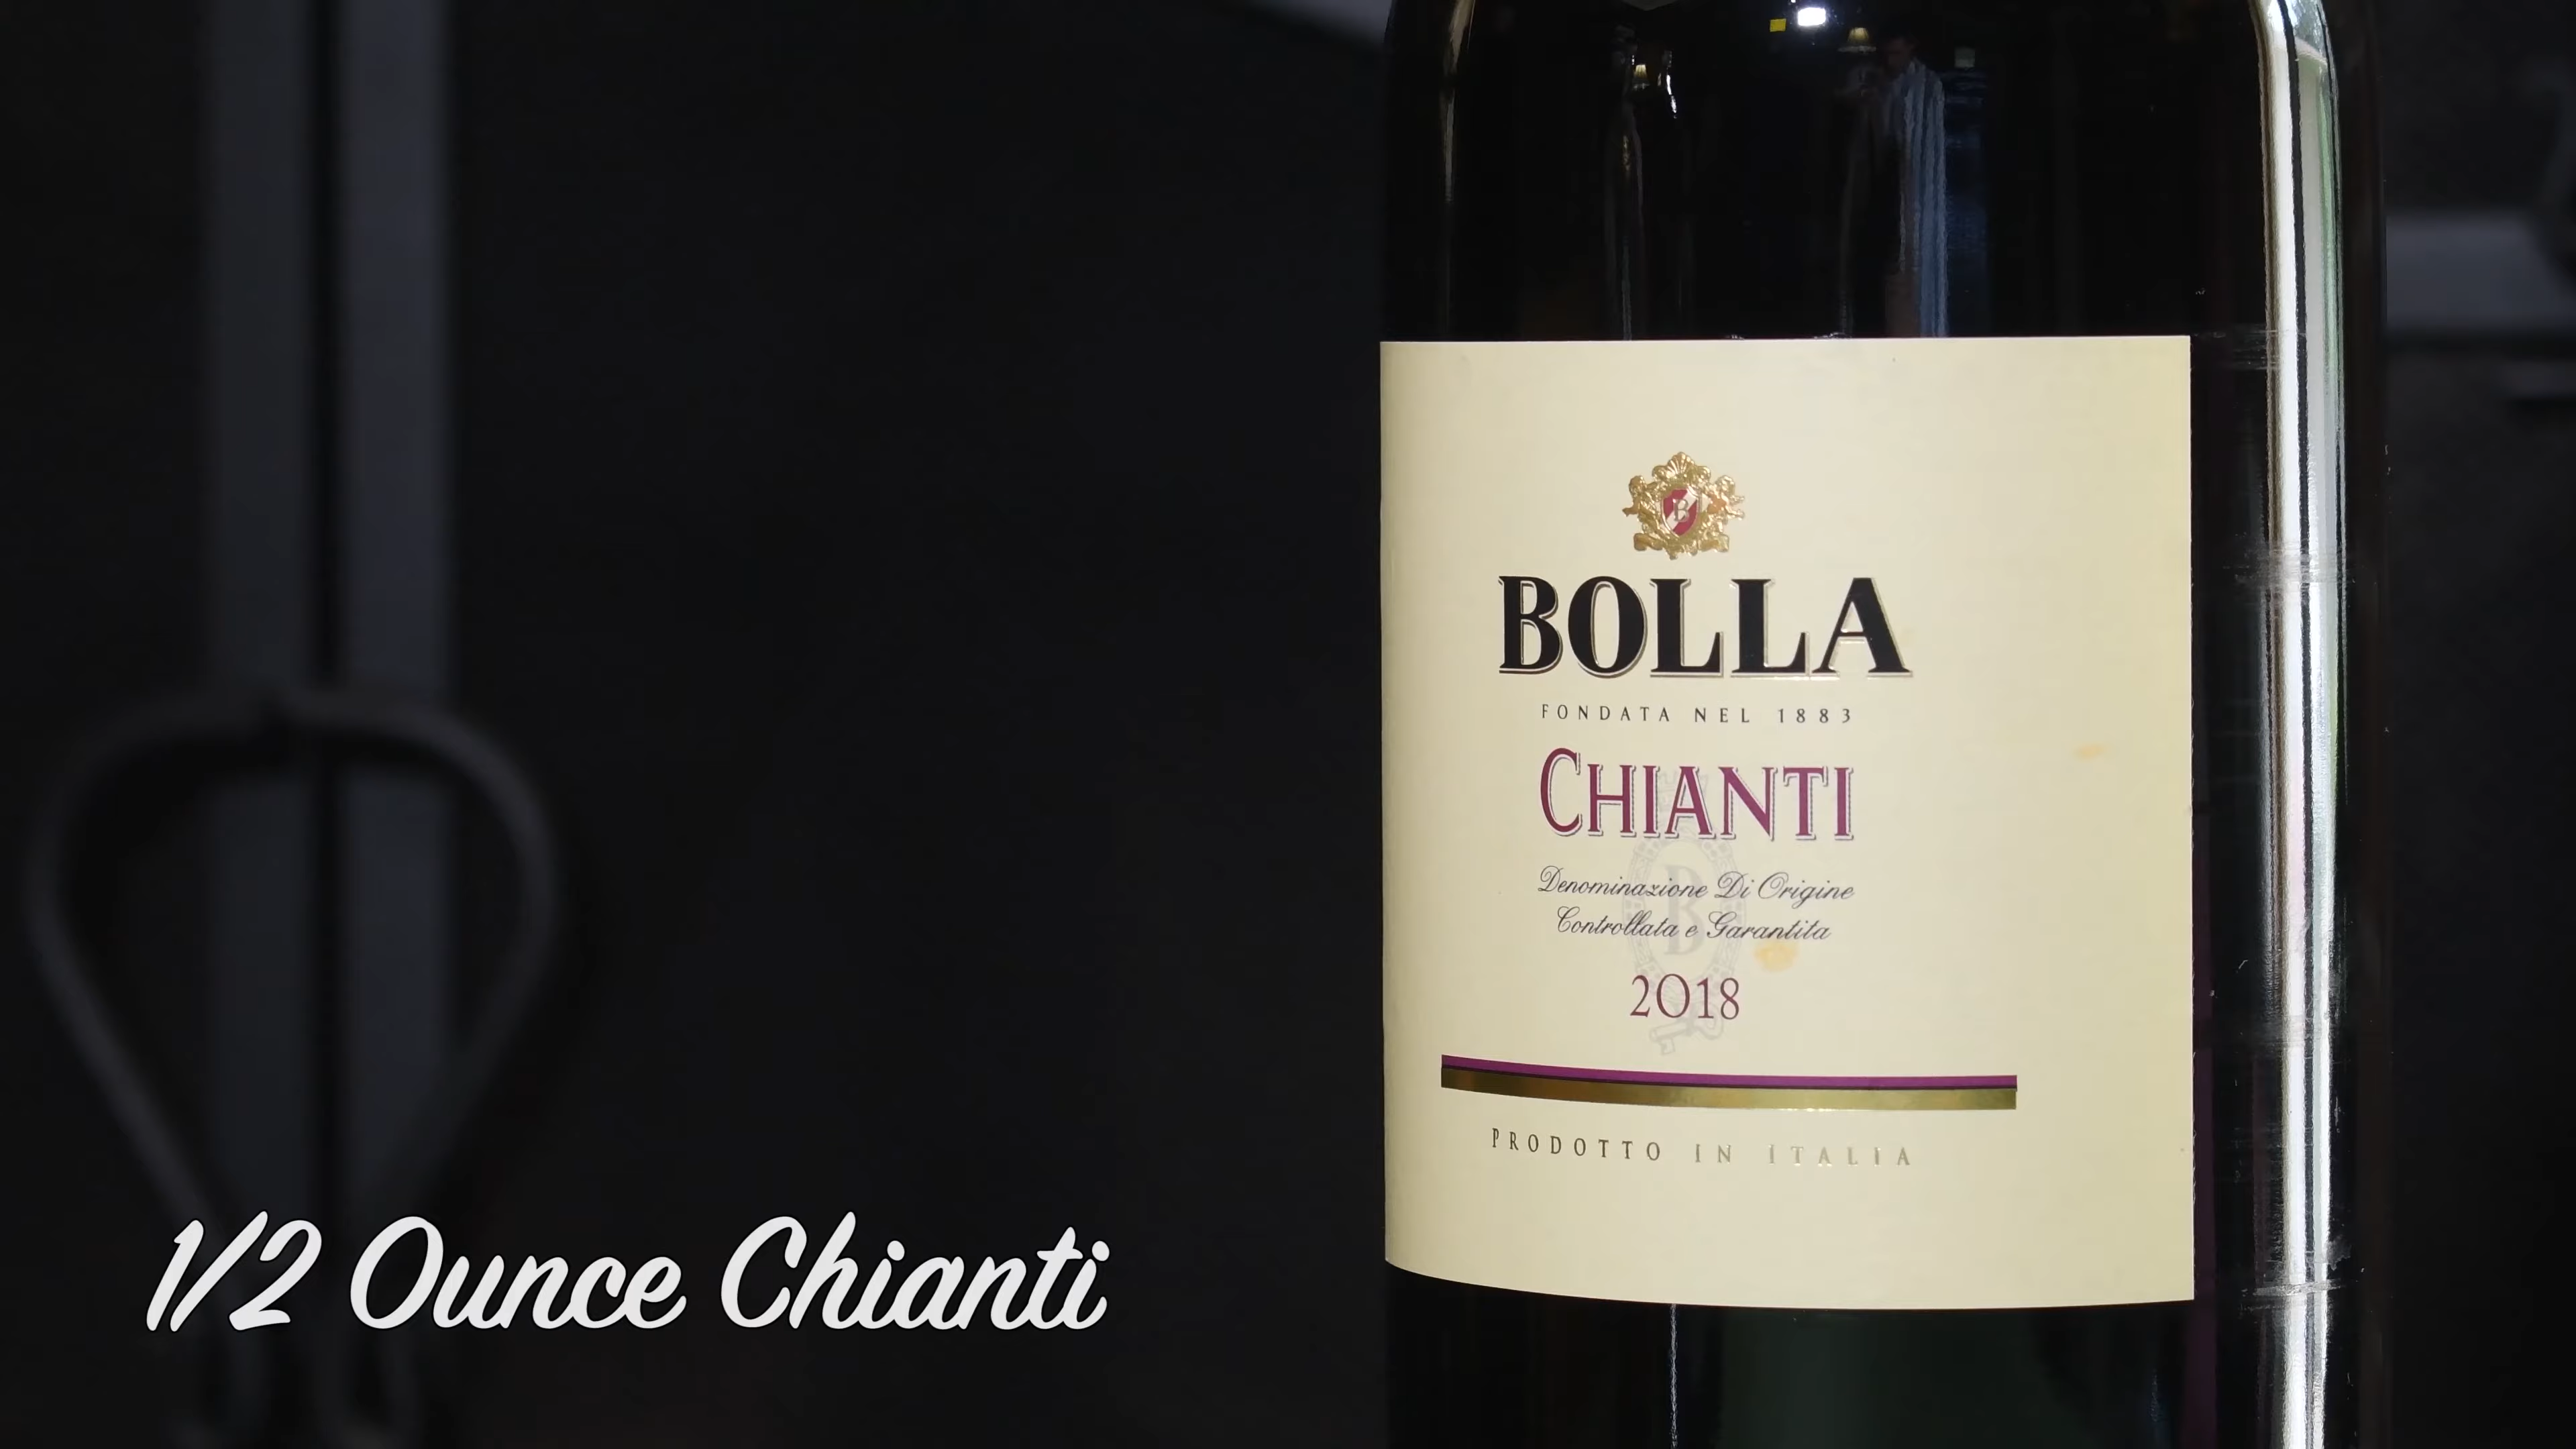 B
BOLLA
FONDATA NEL 1883
CHIANTI
Denominazione Di Origine
Controllata e Garantita
2018
PRODOTTO IN ITALIA
1/2 Ounce Chianti